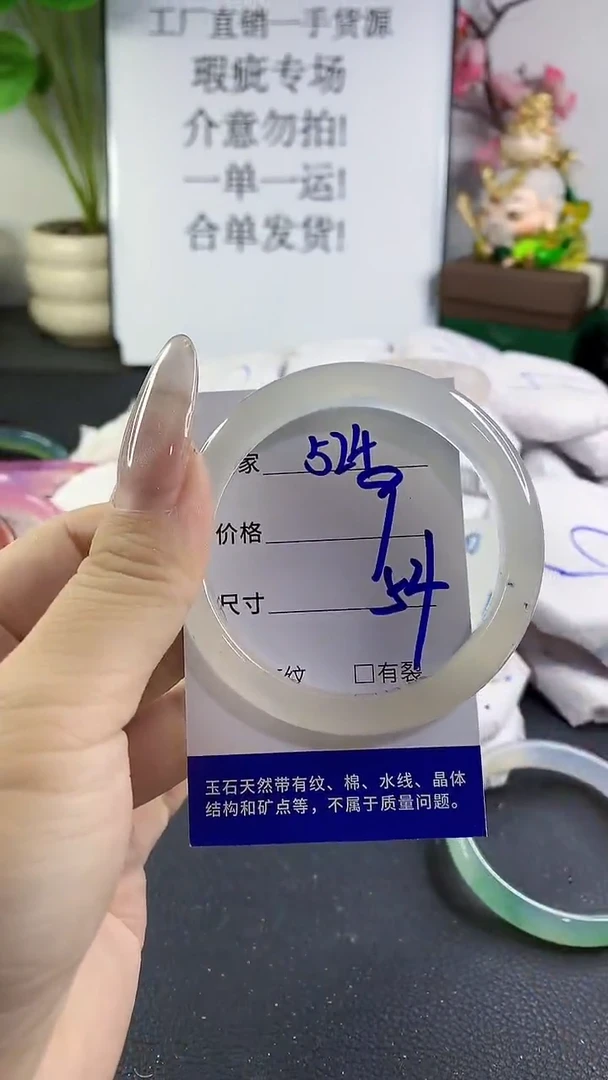 工厂直销一手货源
瑕疵专场
介意勿拍!
一单一运!
合单发货!
家 524
价格 9
尺寸 54
纹 □有裂
玉石天然带有纹、棉、水线、晶体
结构和矿点等，不属于质量问题。